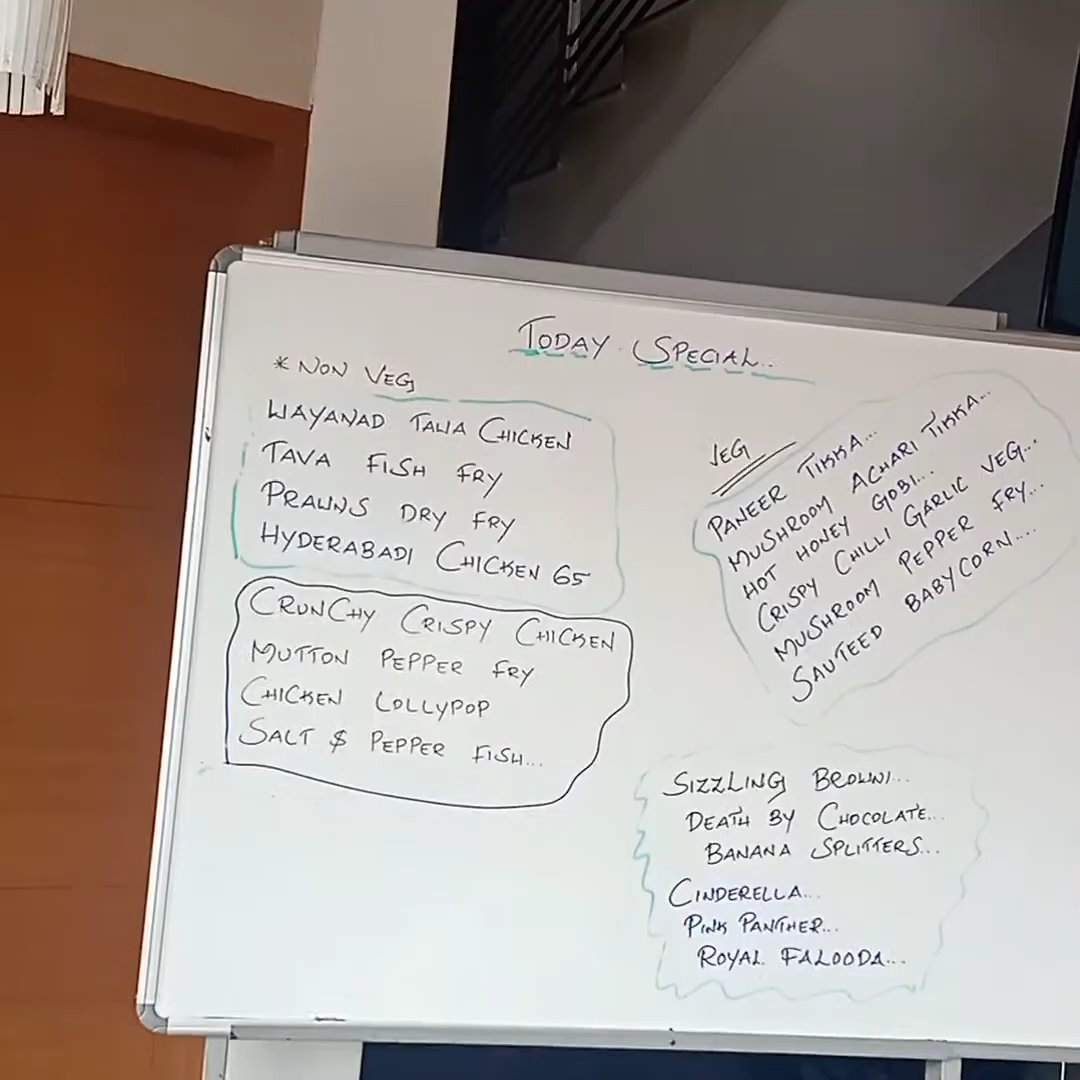 TODAY SPECIAL..
* NON VEG
WAYANAD TAWA CHICKEN
TAVA FISH FRY
PRAWNS DRY FRY
HYDERABADI CHICKEN 65
CRUNCHY CRISPY CHICKEN
MUTTON PEPPER FRY
CHICKEN LOLLYPOP
SALT $ PEPPER FISH...
VEG
PANEER TIKKA...
MUSHROOM ACHARI TIKKA...
HOT HONEY GOBI..
CRISPY CHILLI GARLIC VEG...
MUSHROOM PEPPER FRY...
SAUTEED BABYCORN...
SIZZLING BROWNI...
DEATH BY CHOCOLATE...
BANANA SPLITTERS...
CINDERELLA...
PINK PANTHER...
ROYAL FALOODA...